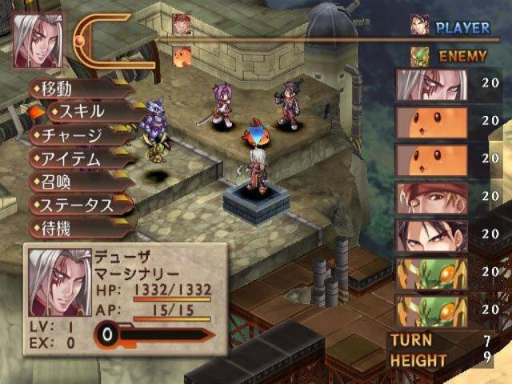 PLAYER
ENEMY
移動
スキル
チャージ
アイテム
召喚
ステータス
待機
20
20
20
20
20
20
20
デューザ
マーシナリー
HP: 1332/1332
AP: 15/15
LV: 1
EX: 0
0
TURN 7
HEIGHT 9